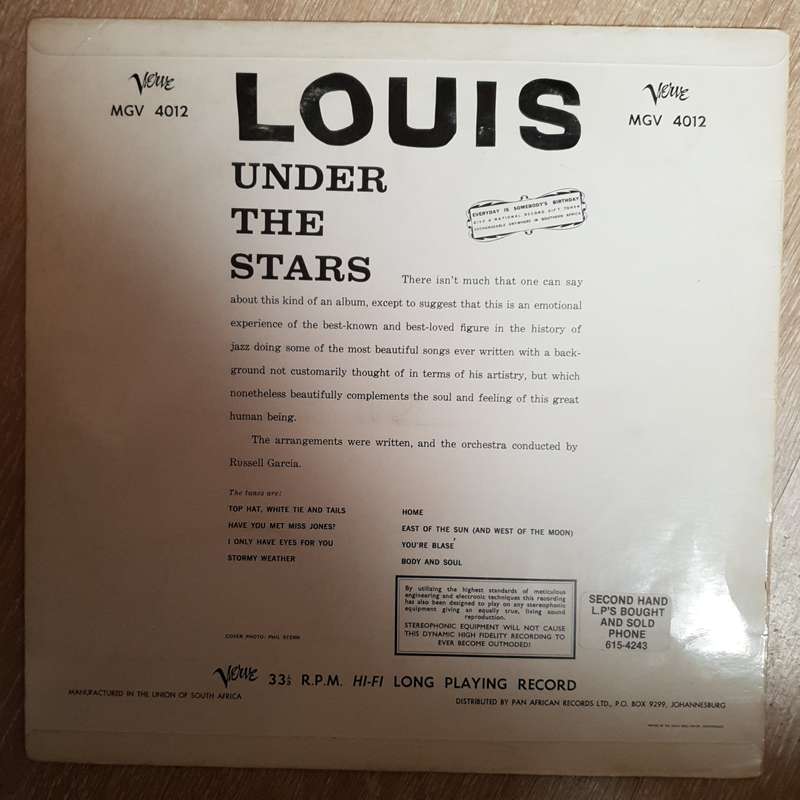 Verve
MGV 4012
LOUIS
Verve
MGV 4012
UNDER
THE
STARS
EVERYDAY IS SOMEBODY'S BIRTHDAY
GIVE A NATIONAL RECORD GIFT TOKEN
EXCHANGEABLE ANYWHERE IN SOUTHERN AFRICA
There isn't much that one can say
about this kind of an album, except to suggest that this is an emotional
experience of the best-known and best-loved figure in the history of
jazz doing some of the most beautiful songs ever written with a back-
ground not customarily thought of in terms of his artistry, but which
nonetheless beautifully complements the soul and feeling of this great
human being.
The arrangements were written, and the orchestra conducted by
Russell Garcia.
The tunes are:
TOP HAT, WHITE TIE AND TAILS
HAVE YOU MET MISS JONES?
I ONLY HAVE EYES FOR YOU
STORMY WEATHER
HOME
EAST OF THE SUN (AND WEST OF THE MOON)
YOU'RE BLASÉ
BODY AND SOUL
By utilizing the highest standards of meticulous
engineering and electronic techniques this recording
has also been designed to play on any stereophonic
equipment giving an equally true, living sound
reproduction.
STEREOPHONIC EQUIPMENT WILL NOT CAUSE
THIS DYNAMIC HIGH FIDELITY RECORDING TO
EVER BECOME OUTMODED!
SECOND HAND
L.P'S BOUGHT
AND SOLD
PHONE
615-4243
COVER PHOTO: PHIL STERN
Verve 33⅓ R.P.M. HI-FI LONG PLAYING RECORD
MANUFACTURED IN THE UNION OF SOUTH AFRICA
DISTRIBUTED BY PAN AFRICAN RECORDS LTD., P.O. BOX 9299, JOHANNESBURG